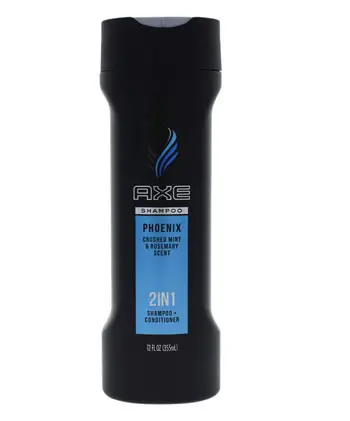 AXE
SHAMPOO
PHOENIX
CRUSHED MINT
& ROSEMARY
SCENT
2IN1
SHAMPOO +
CONDITIONER
12 FL OZ (355mL)